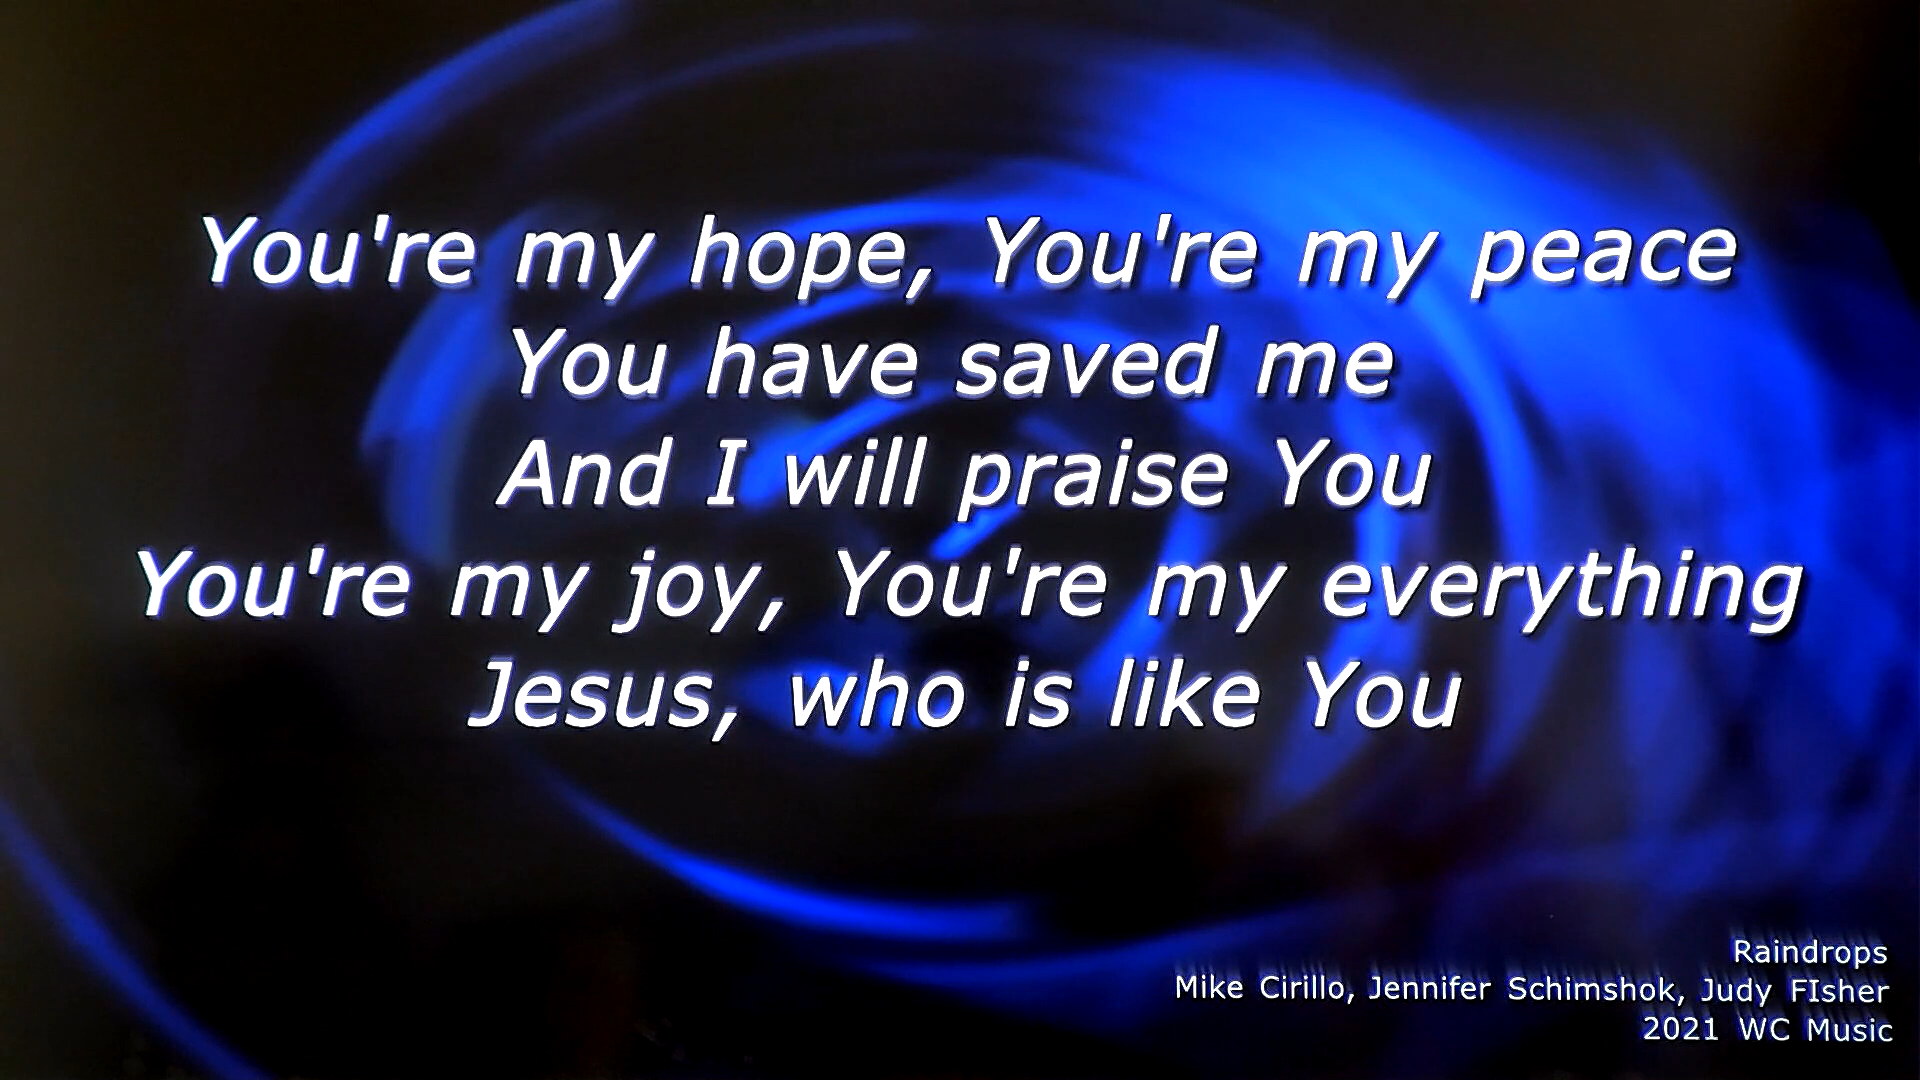 You're my hope, You're my peace
You have saved me
And I will praise You
You're my joy, You're my everything
Jesus, who is like You
Raindrops
Mike Cirillo, Jennifer Schimshok, Judy FIsher
2021 WC Music